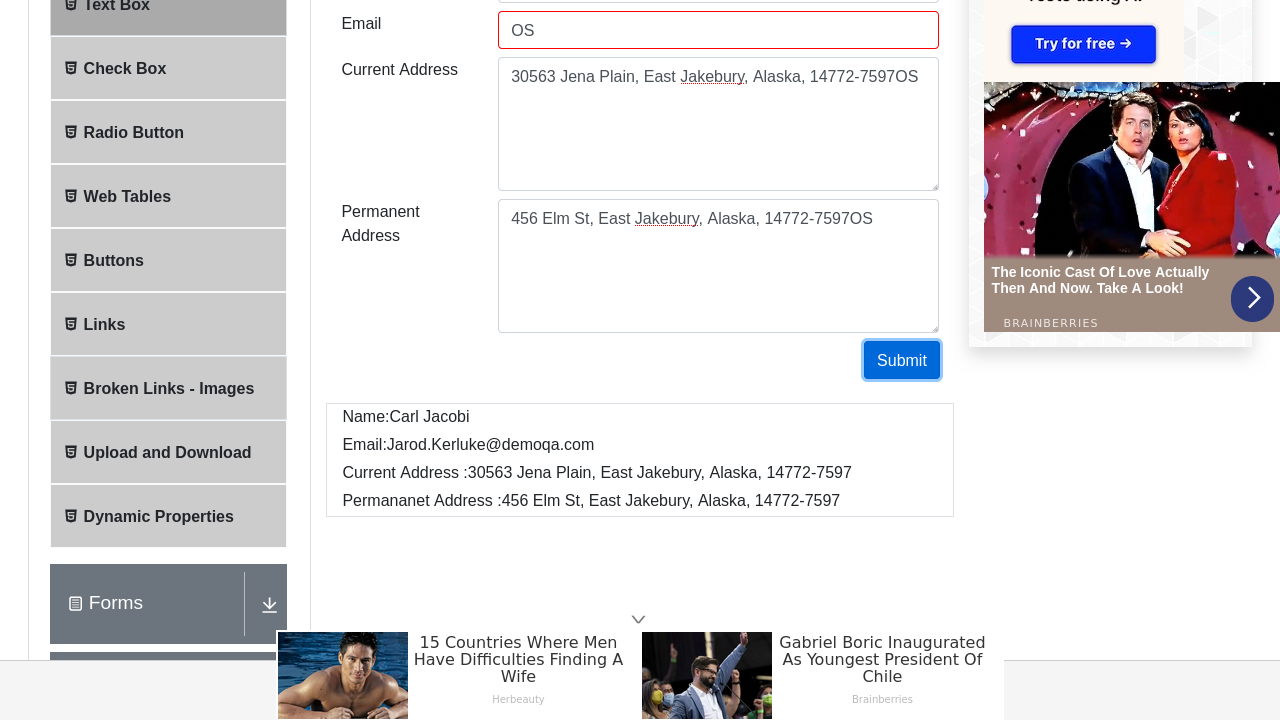 Text Box
Check Box
Radio Button
Web Tables
Buttons
Links
Broken Links - Images
Upload and Download
Dynamic Properties
Forms
Email
OS
Current Address
30563 Jena Plain, East Jakebury, Alaska, 14772-7597OS
Permanent
Address
456 Elm St, East Jakebury, Alaska, 14772-7597OS
Submit
Name:Carl Jacobi
Email:Jarod.Kerluke@demoqa.com
Current Address :30563 Jena Plain, East Jakebury, Alaska, 14772-7597
Permananet Address :456 Elm St, East Jakebury, Alaska, 14772-7597
Try for free →
The Iconic Cast Of Love Actually
Then And Now. Take A Look!
BRAINBERRIES
15 Countries Where Men
Have Difficulties Finding A
Wife
Herbeauty
Gabriel Boric Inaugurated
As Youngest President Of
Chile
Brainberries